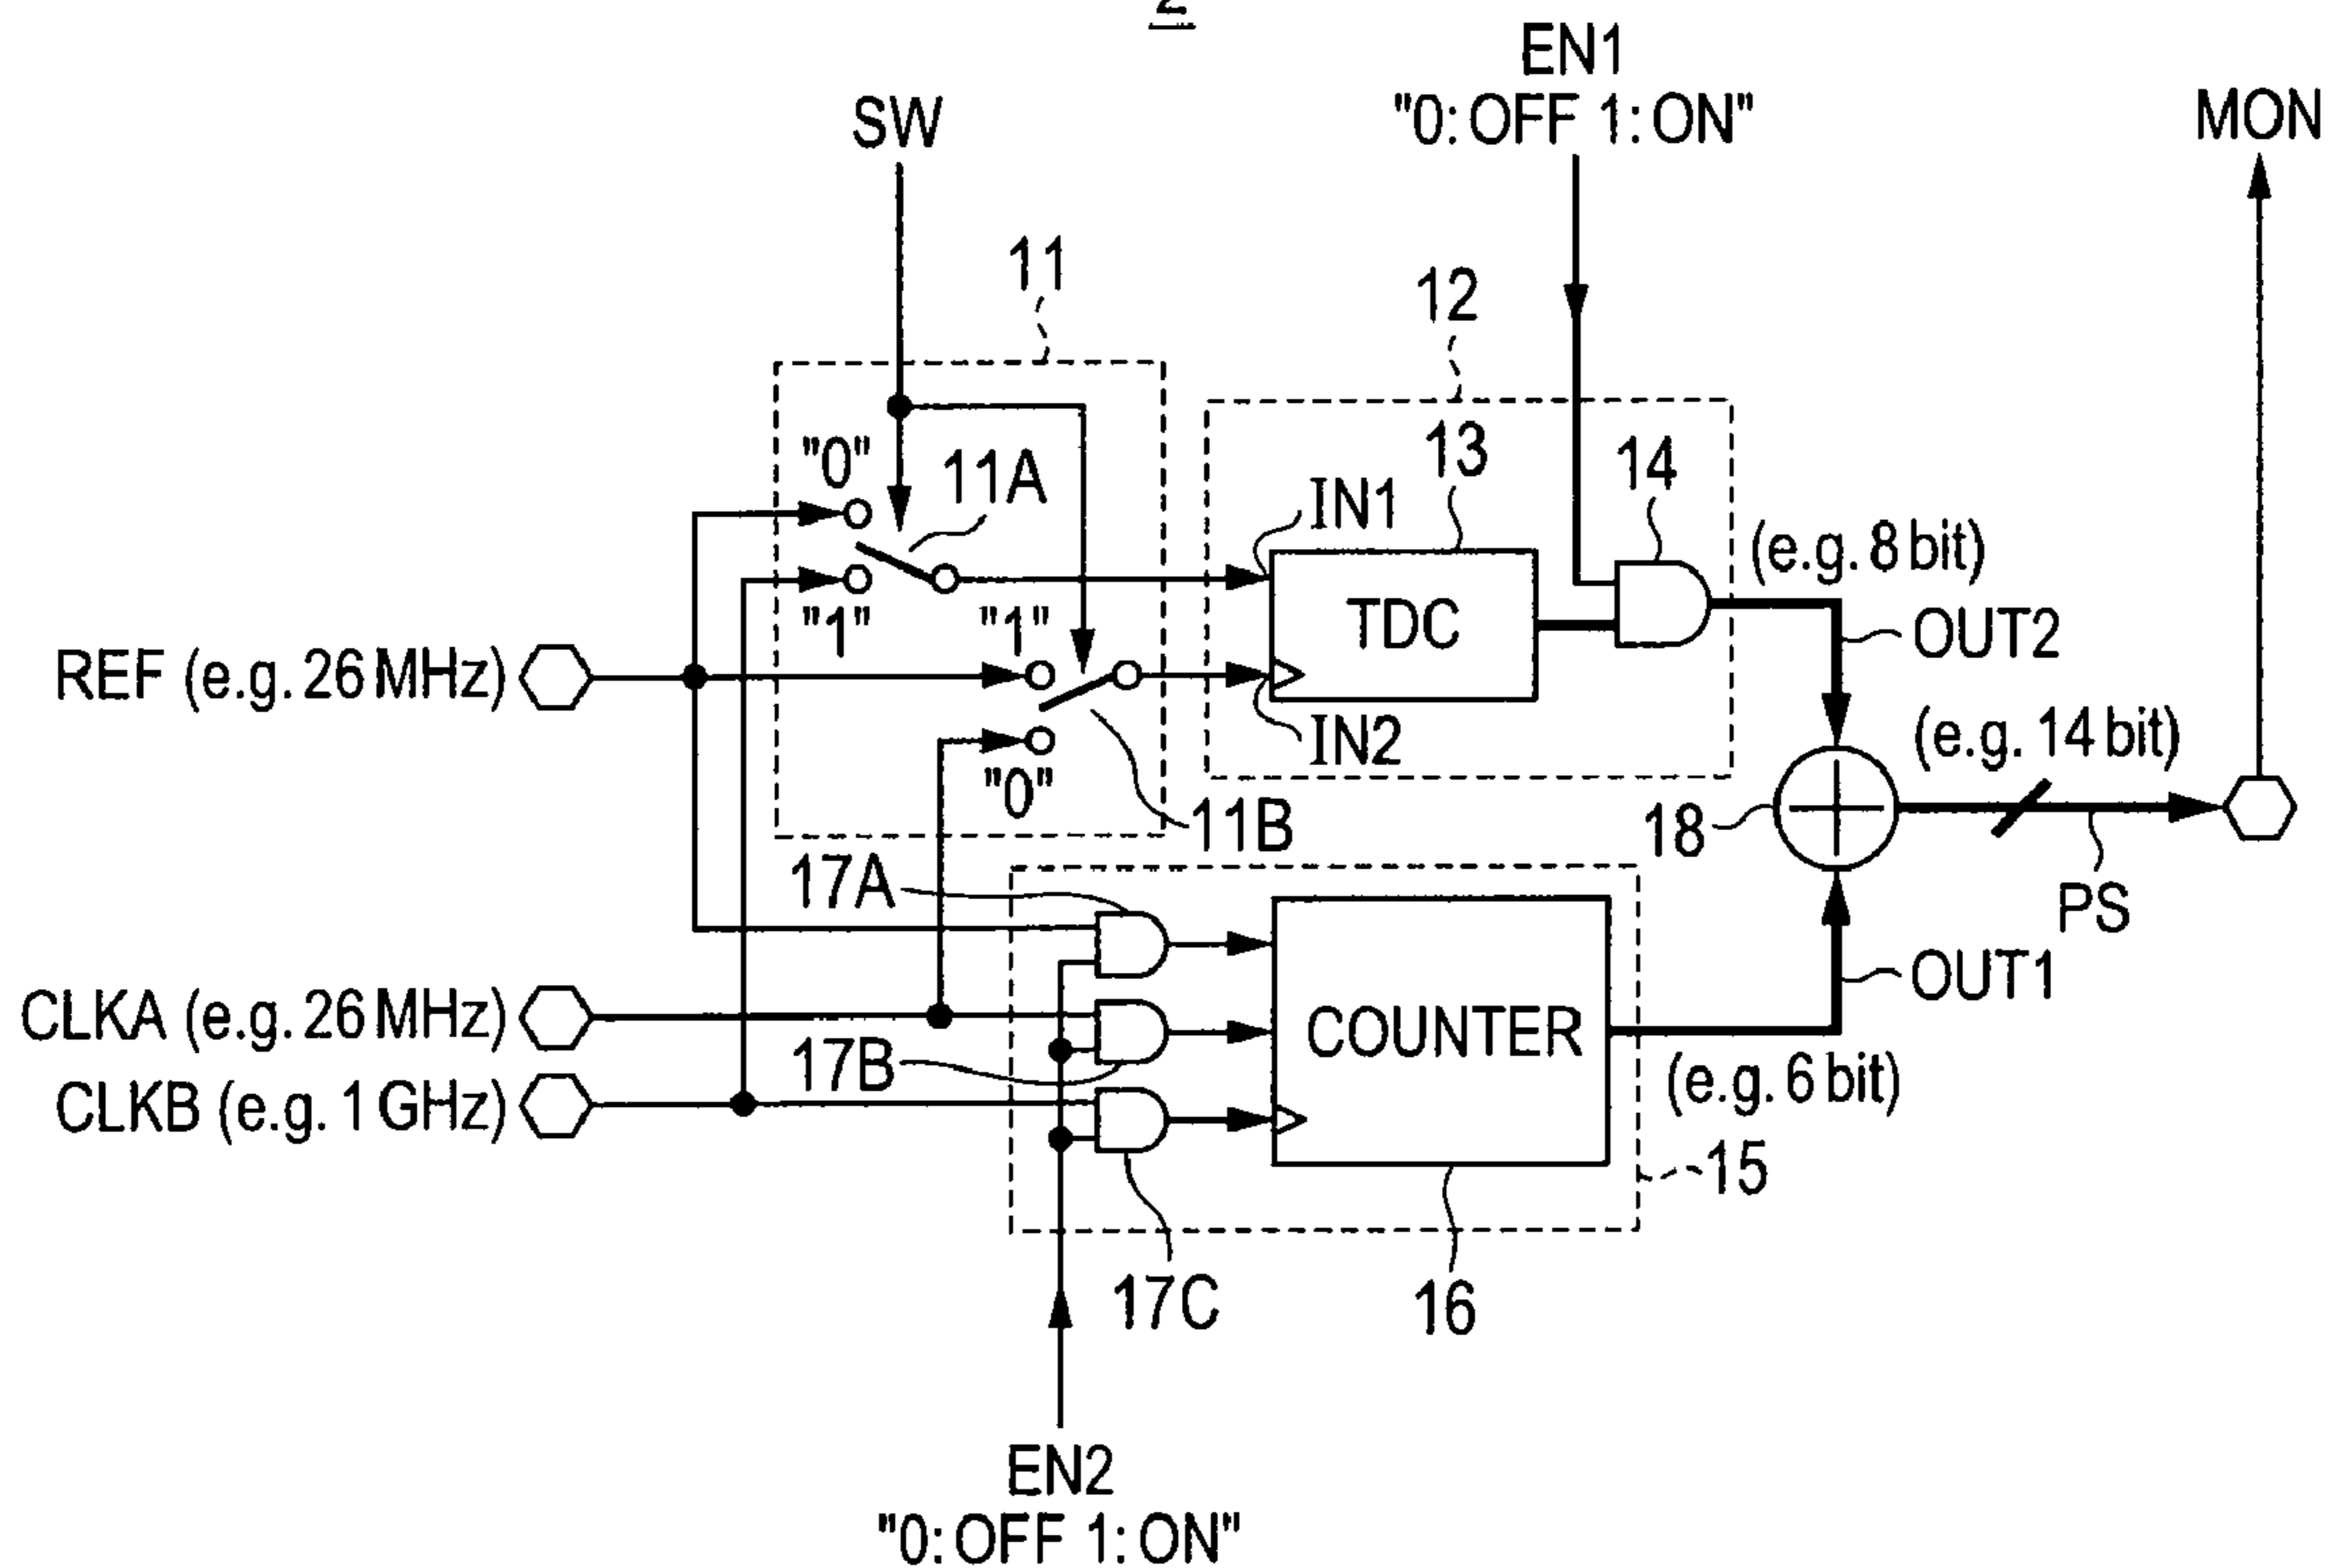 2
EN1
"0: OFF 1: ON"
MON
SW
11
12
"0"
11A
IN1
13
14
(e.g. 8 bit)
"1"
"1"
TDC
OUT2
REF (e.g. 26 MHz)
IN2
(e.g. 14 bit)
"0"
11B
18
17A
PS
OUT1
CLKA (e.g. 26 MHz)
COUNTER
17B
(e.g. 6 bit)
CLKB (e.g. 1 GHz)
15
17C
16
EN2
"0: OFF 1: ON"